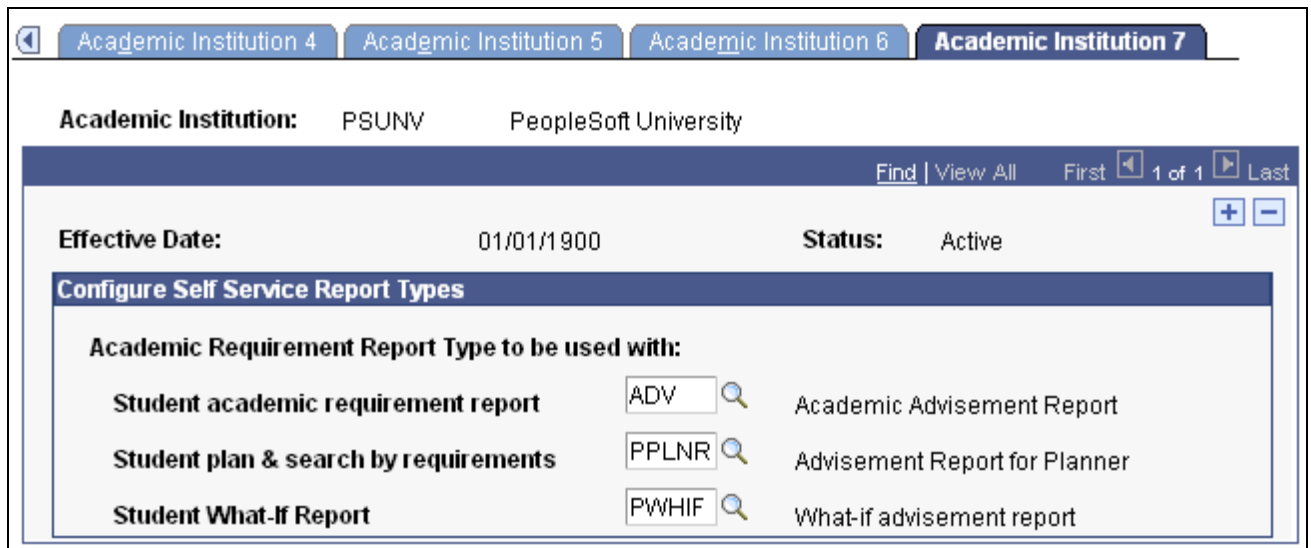 Academic Institution 4 Academic Institution 5 Academic Institution 6 Academic Institution 7
Academic Institution: PSUNV PeopleSoft University
Find | View All First 1 of 1 Last
Effective Date: 01/01/1900 Status: Active
Configure Self Service Report Types
Academic Requirement Report Type to be used with:
Student academic requirement report ADV Academic Advisement Report
Student plan & search by requirements PPLNR Advisement Report for Planner
Student What-If Report PWHIF What-if advisement report